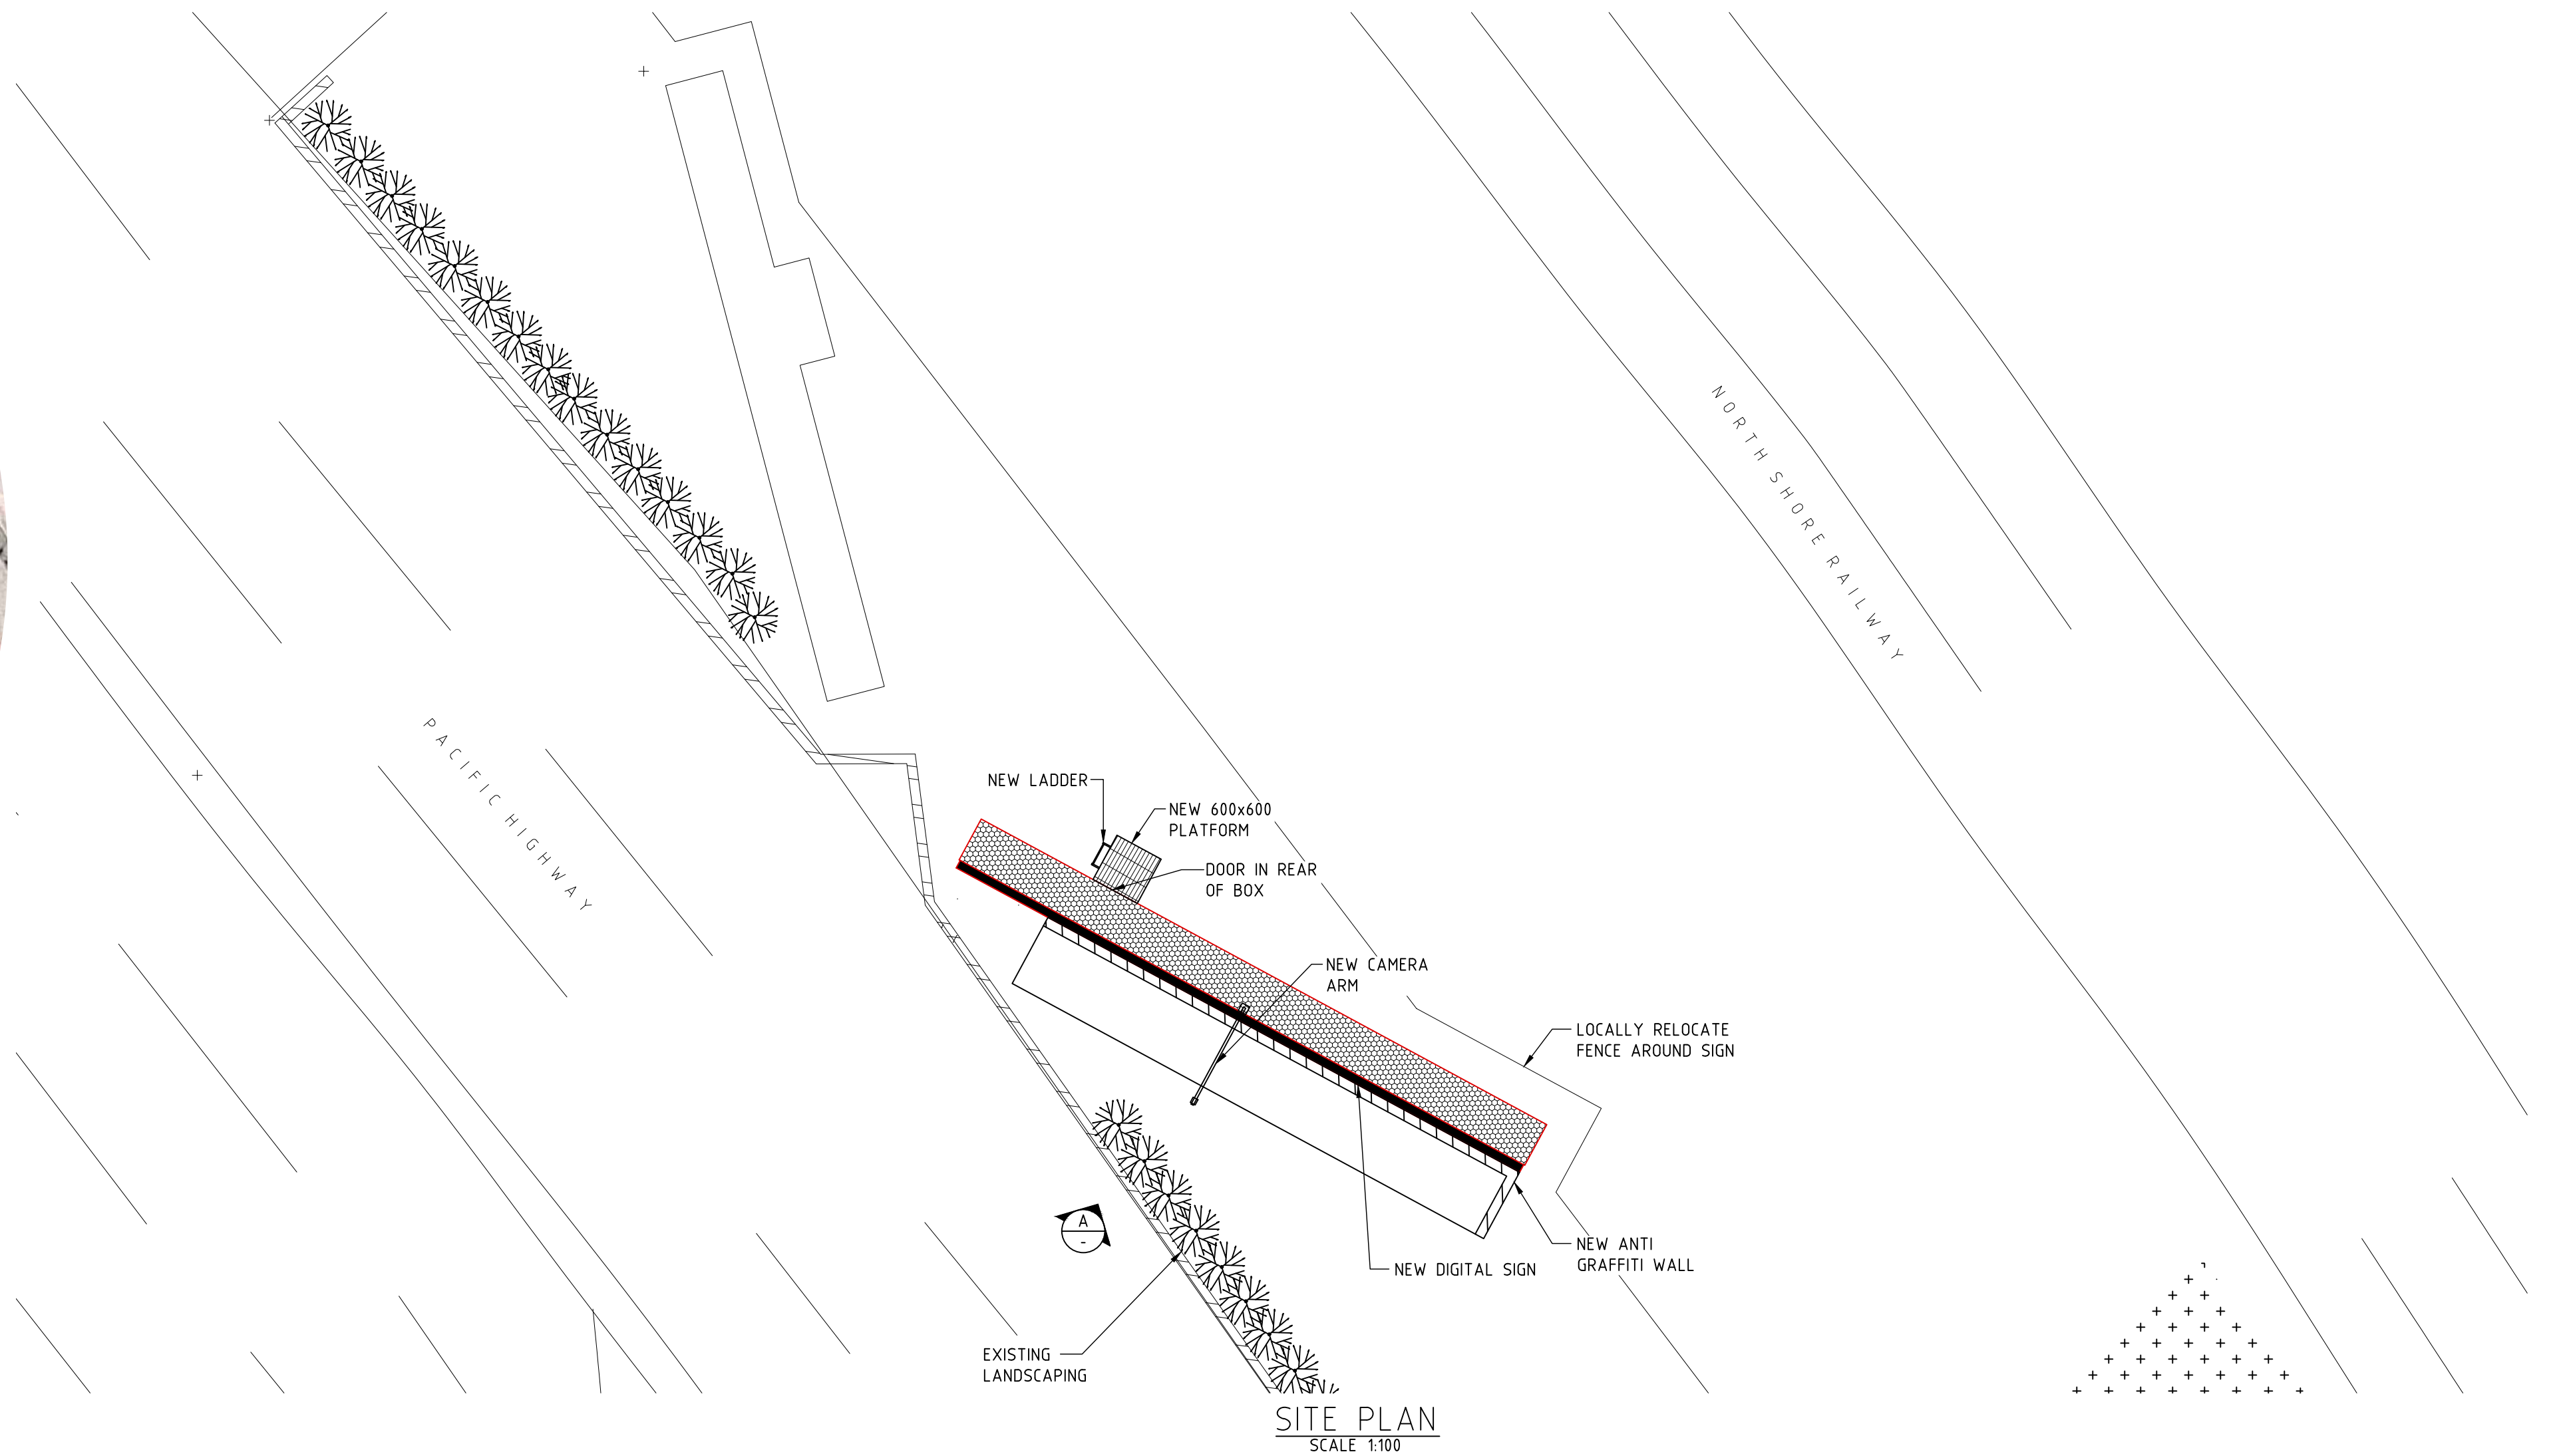 NORTH SHORE RAILWAY
PACIFIC HIGHWAY
NEW LADDER
NEW 600x600
PLATFORM
DOOR IN REAR
OF BOX
NEW CAMERA
ARM
LOCALLY RELOCATE
FENCE AROUND SIGN
A
-
NEW ANTI
GRAFFITI WALL
NEW DIGITAL SIGN
EXISTING
LANDSCAPING
SITE PLAN
SCALE 1:100